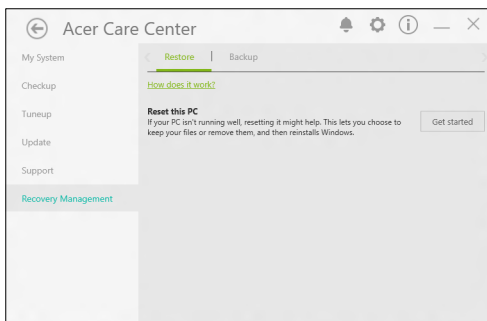 Acer Care Center
My System
Checkup
Tuneup
Update
Support
Recovery Management
Restore
Backup
How does it work?
Reset this PC
If your PC isn't running well, resetting it might help. This lets you choose to
keep your files or remove them, and then reinstalls Windows.
Get started